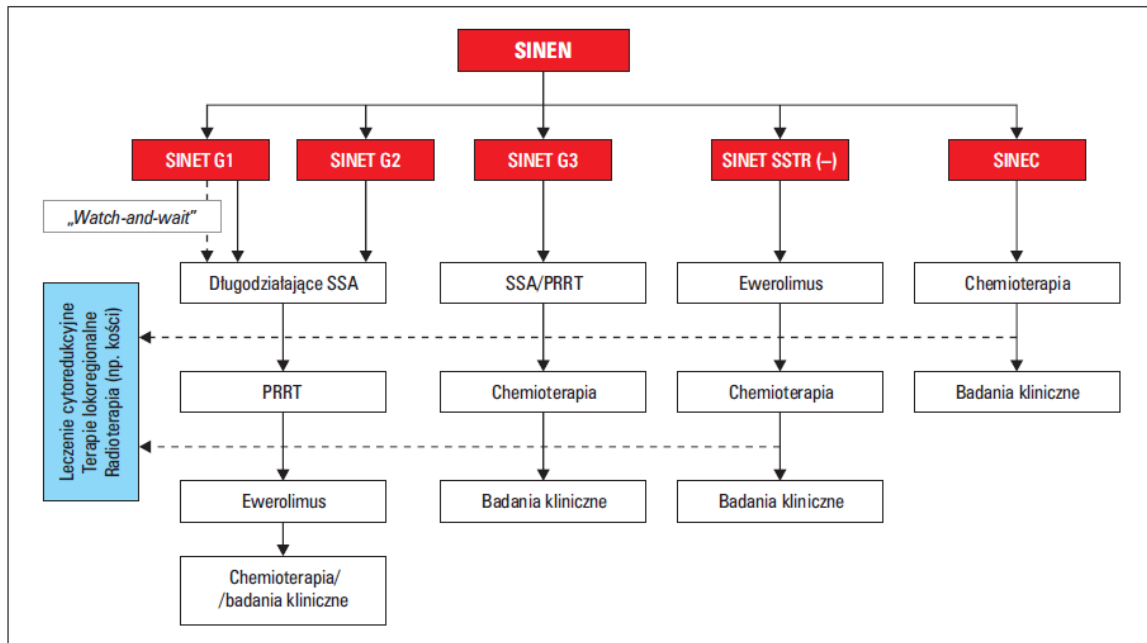 SINEN
SINET G1
SINET G2
SINET G3
SINET SSTR (–)
SINEC
„Watch-and-wait”
Długodziałające SSA
SSA/PRRT
Ewerolimus
Chemioterapia
Leczenie cytoredukcyjne
Terapie lokoregionalne
Radioterapia (np. kości)
PRRT
Chemioterapia
Chemioterapia
Badania kliniczne
Ewerolimus
Badania kliniczne
Badania kliniczne
Chemioterapia/
/badania kliniczne